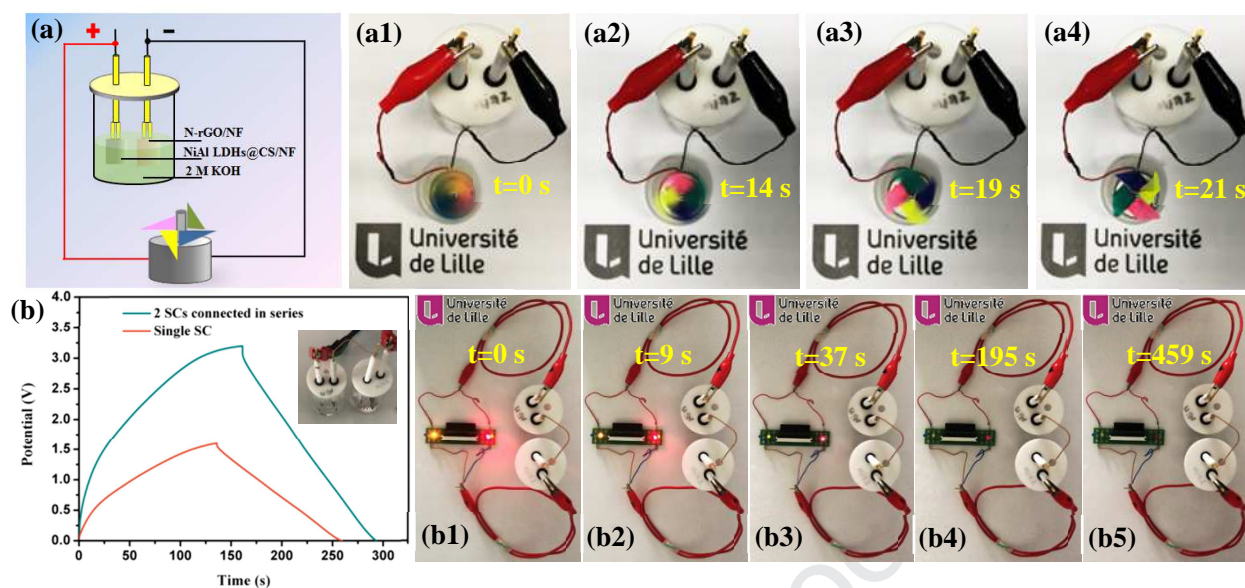 (a)
+
-
N-rGO/NF
NiAl LDHs@CS/NF
2 M KOH
(a1)
t=0 s
Université
de Lille
(a2)
t=14 s
Université
de Lille
(a3)
t=19 s
Université
de Lille
(a4)
t=21 s
Université
de Lille
(b)
4.0
3.5
3.0
2.5
2.0
1.5
1.0
0.5
0.0
Potential (V)
2 SCs connected in series
Single SC
0
50
100
150
200
250
300
Time (s)
Université
de Lille
t=0 s
(b1)
Université
de Lille
t=9 s
(b2)
Université
de Lille
t=37 s
(b3)
Université
de Lille
t=195 s
(b4)
Université
de Lille
t=459 s
(b5)